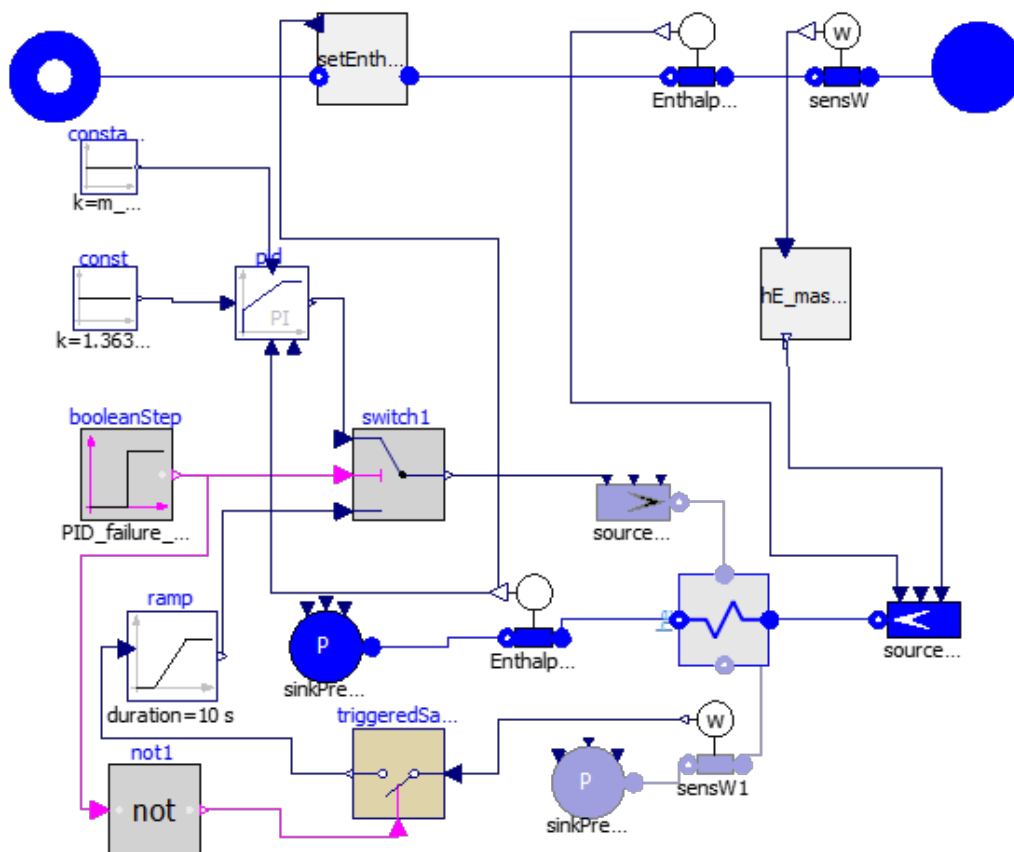 W
setEnth...
Enthalp...
sensW
consta...
k=m_...
const
pid
PI
k=1.363...
hE_mas...
booleanStep
switch1
PID_failure_...
source...
ramp
he
P
Enthalp...
source...
sinkPre...
duration=10 s
triggeredSa...
W
not1
not
P
sensW1
sinkPre...